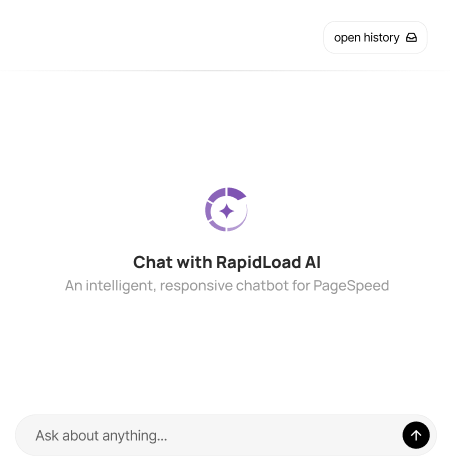 open history
Chat with RapidLoad AI
An intelligent, responsive chatbot for PageSpeed
Ask about anything...